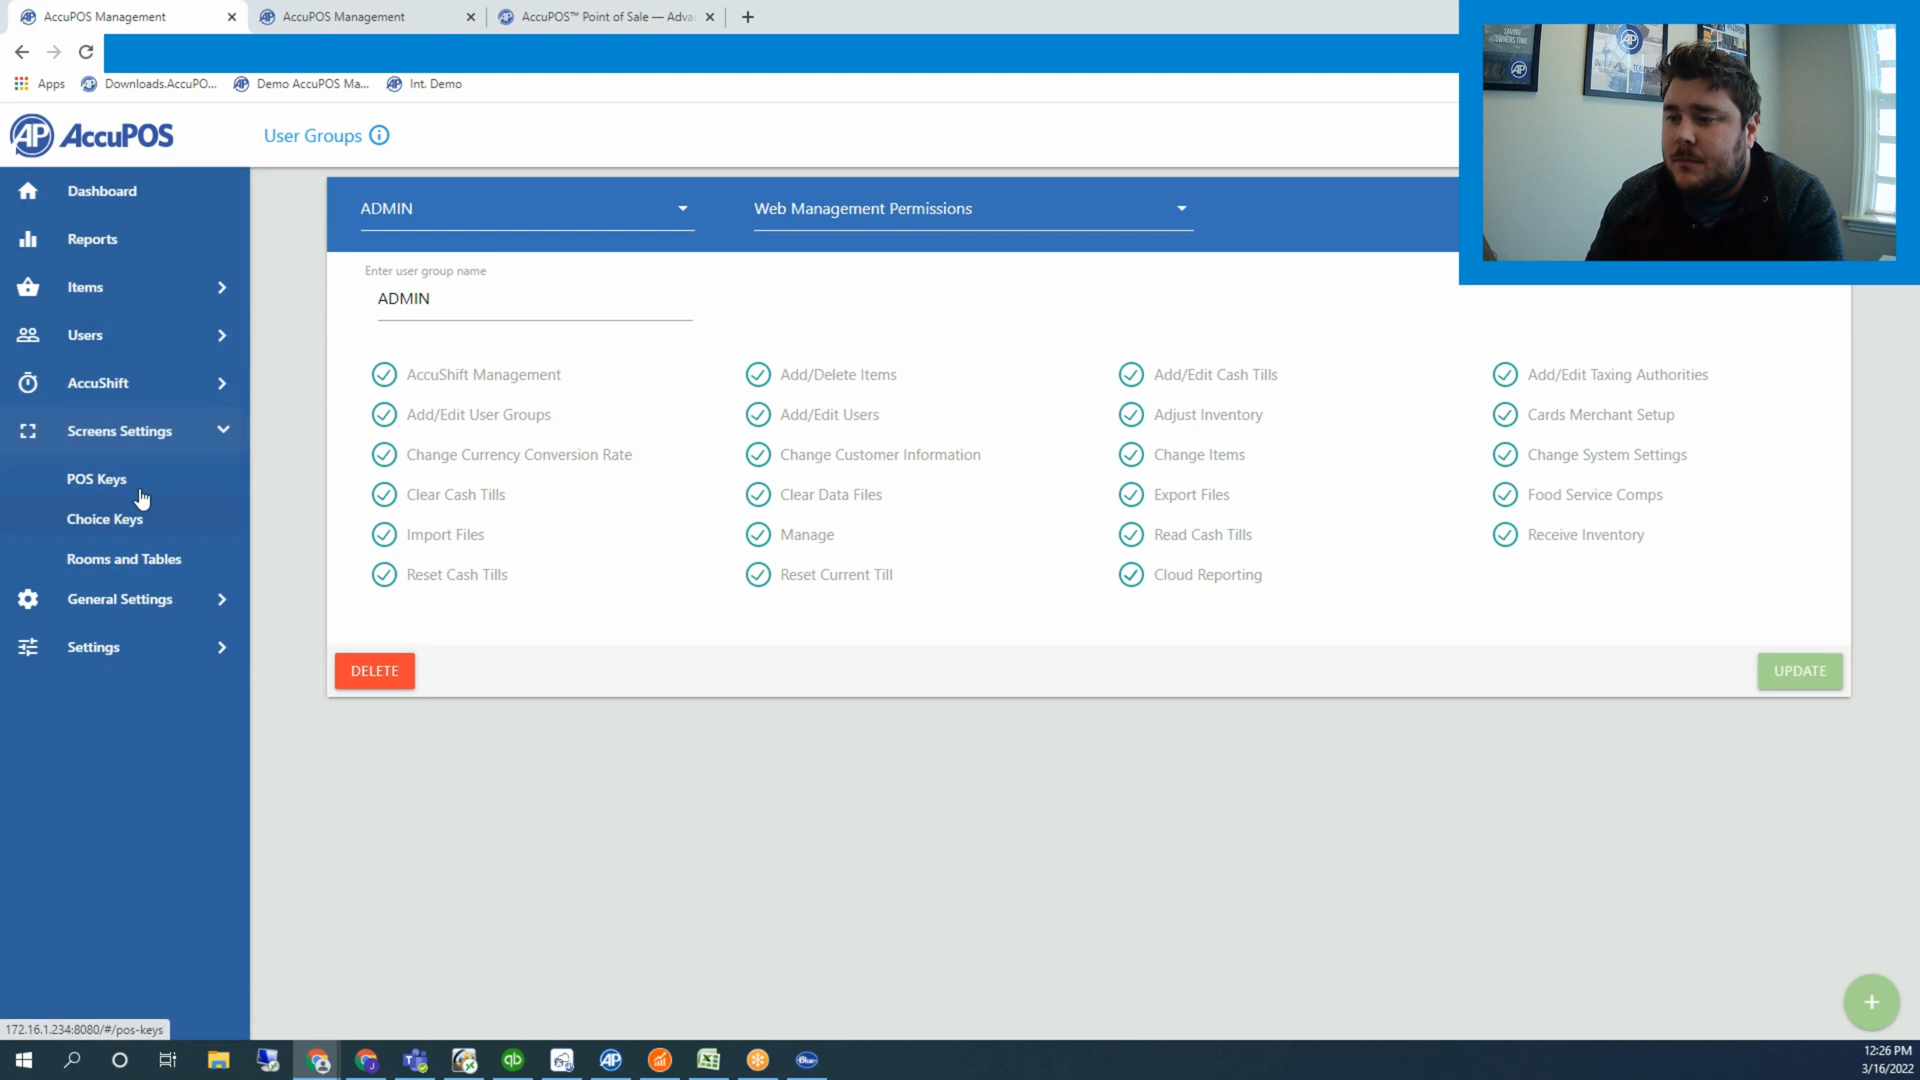 AccuPOS Management
AccuPOS Management
AccuPOS™ Point of Sale — Adva
Apps
Downloads.AccuPO...
Demo AccuPOS Ma...
Int. Demo
SAVING
OWNERS TIME
AP AccuPOS
User Groups
Dashboard
Reports
Items
Users
AccuShift
Screens Settings
POS Keys
Choice Keys
Rooms and Tables
General Settings
Settings
ADMIN
Web Management Permissions
Enter user group name
ADMIN
AccuShift Management
Add/Delete Items
Add/Edit Cash Tills
Add/Edit Taxing Authorities
Add/Edit User Groups
Add/Edit Users
Adjust Inventory
Cards Merchant Setup
Change Currency Conversion Rate
Change Customer Information
Change Items
Change System Settings
Clear Cash Tills
Clear Data Files
Export Files
Food Service Comps
Import Files
Manage
Read Cash Tills
Receive Inventory
Reset Cash Tills
Reset Current Till
Cloud Reporting
DELETE
UPDATE
172.16.1.234:8080/#/pos-keys
12:26 PM
3/16/2022